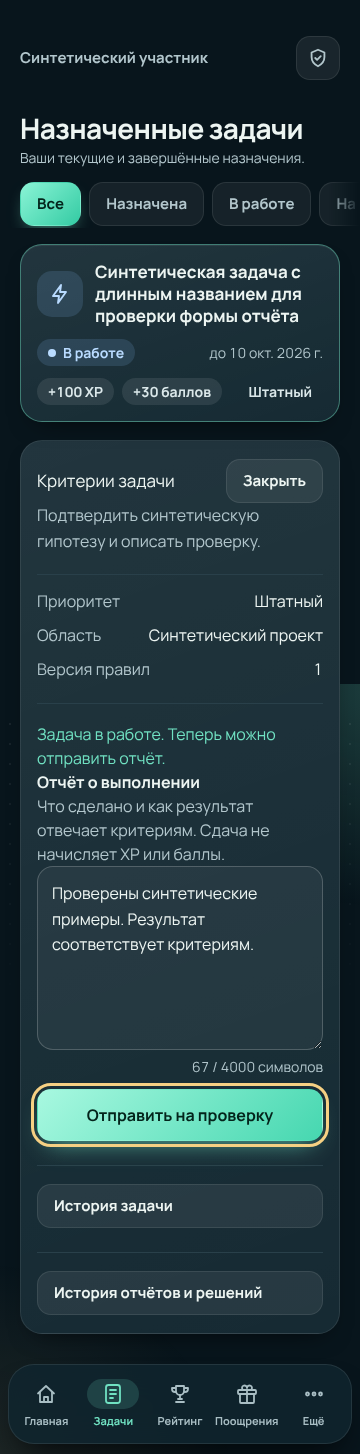 Синтетический участник
Назначенные задачи
Ваши текущие и завершённые назначения.
Все
Назначена
В работе
На
Синтетическая задача с
длинным названием для
проверки формы отчёта
В работе
до 10 окт. 2026 г.
+100 XP
+30 баллов
Штатный
Критерии задачи
Закрыть
Подтвердить синтетическую
гипотезу и описать проверку.
Приоритет
Штатный
Область
Синтетический проект
Версия правил
1
Задача в работе. Теперь можно
отправить отчёт.
Отчёт о выполнении
Что сделано и как результат
отвечает критериям. Сдача не
начисляет XP или баллы.
Проверены синтетические
примеры. Результат
соответствует критериям.
67 / 4000 символов
Отправить на проверку
История задачи
История отчётов и решений
Главная
Задачи
Рейтинг
Поощрения
Ещё